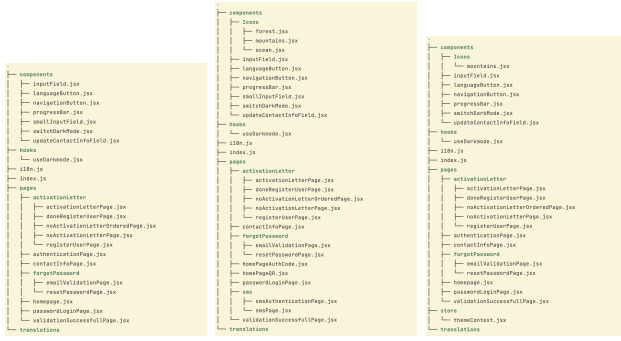 .
├── components
│   ├── inputField.jsx
│   ├── languageButton.jsx
│   ├── navigationButton.jsx
│   ├── progressBar.jsx
│   ├── smallInputField.jsx
│   ├── switchDarkMode.jsx
│   └── updateContactInfoField.jsx
├── hooks
│   └── useDarkmode.jsx
├── i18n.js
├── index.js
├── pages
│   ├── activationLetter
│   │   ├── activationLetterPage.jsx
│   │   ├── doneRegisterUserPage.jsx
│   │   ├── noActivationLetterOrderedPage.jsx
│   │   ├── noActivationLetterPage.jsx
│   │   └── registerUserPage.jsx
│   ├── authenticationPage.jsx
│   ├── contactInfoPage.jsx
│   ├── forgotPassword
│   │   ├── emailValidationPage.jsx
│   │   └── resetPasswordPage.jsx
│   ├── homepage.jsx
│   ├── passwordLoginPage.jsx
│   └── validationSuccessfullPage.jsx
└── translations
.
├── components
│   ├── Icons
│   │   ├── forest.jsx
│   │   ├── mountains.jsx
│   │   └── ocean.jsx
│   ├── inputField.jsx
│   ├── languageButton.jsx
│   ├── navigationButton.jsx
│   ├── progressBar.jsx
│   ├── smallInputField.jsx
│   ├── switchDarkMode.jsx
│   └── updateContactInfoField.jsx
├── hooks
│   └── useDarkmode.jsx
├── i18n.js
├── index.js
├── pages
│   ├── activationLetter
│   │   ├── activationLetterPage.jsx
│   │   ├── doneRegisterUserPage.jsx
│   │   ├── noActivationLetterOrderedPage.jsx
│   │   ├── noActivationLetterPage.jsx
│   │   └── registerUserPage.jsx
│   ├── contactInfoPage.jsx
│   ├── forgotPassword
│   │   ├── emailValidationPage.jsx
│   │   └── resetPasswordPage.jsx
│   ├── homePageAuthCode.jsx
│   ├── homePageQR.jsx
│   ├── passwordLoginPage.jsx
│   ├── sms
│   │   ├── smsAuthenticationPage.jsx
│   │   └── smsPage.jsx
│   └── validationSuccessfullPage.jsx
└── translations
.
├── components
│   ├── Icons
│   │   └── mountains.jsx
│   ├── inputField.jsx
│   ├── languageButton.jsx
│   ├── navigationButton.jsx
│   ├── progressBar.jsx
│   ├── switchDarkMode.jsx
│   └── updateContactInfoField.jsx
├── hooks
│   └── useDarkmode.jsx
├── i18n.js
├── index.js
├── pages
│   ├── activationLetter
│   │   ├── activationLetterPage.jsx
│   │   ├── doneRegisterUserPage.jsx
│   │   ├── noActivationLetterOrderedPage.jsx
│   │   ├── noActivationLetterPage.jsx
│   │   └── registerUserPage.jsx
│   ├── authenticationPage.jsx
│   ├── contactInfoPage.jsx
│   ├── forgotPassword
│   │   ├── emailValidationPage.jsx
│   │   └── resetPasswordPage.jsx
│   ├── homepage.jsx
│   ├── passwordLoginPage.jsx
│   └── validationSuccessfullPage.jsx
├── store
│   └── themeContext.jsx
└── translations